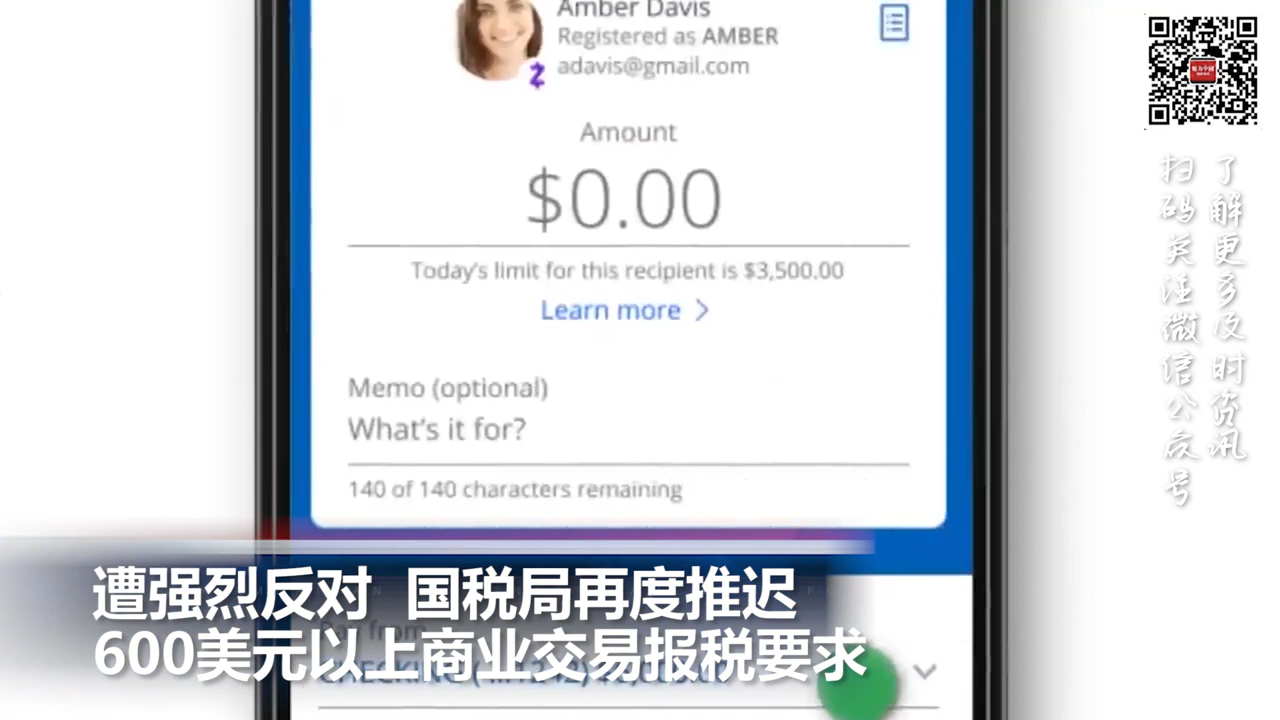 Amber Davis
Registered as AMBER
adavis@gmail.com
Amount
$0.00
Today's limit for this recipient is $3,500.00
Learn more
Memo (optional)
What's it for?
140 of 140 characters remaining
遭强烈反对 国税局再度推迟
600美元以上商业交易报税要求
了解更多及时资讯
扫码关注微信公众号